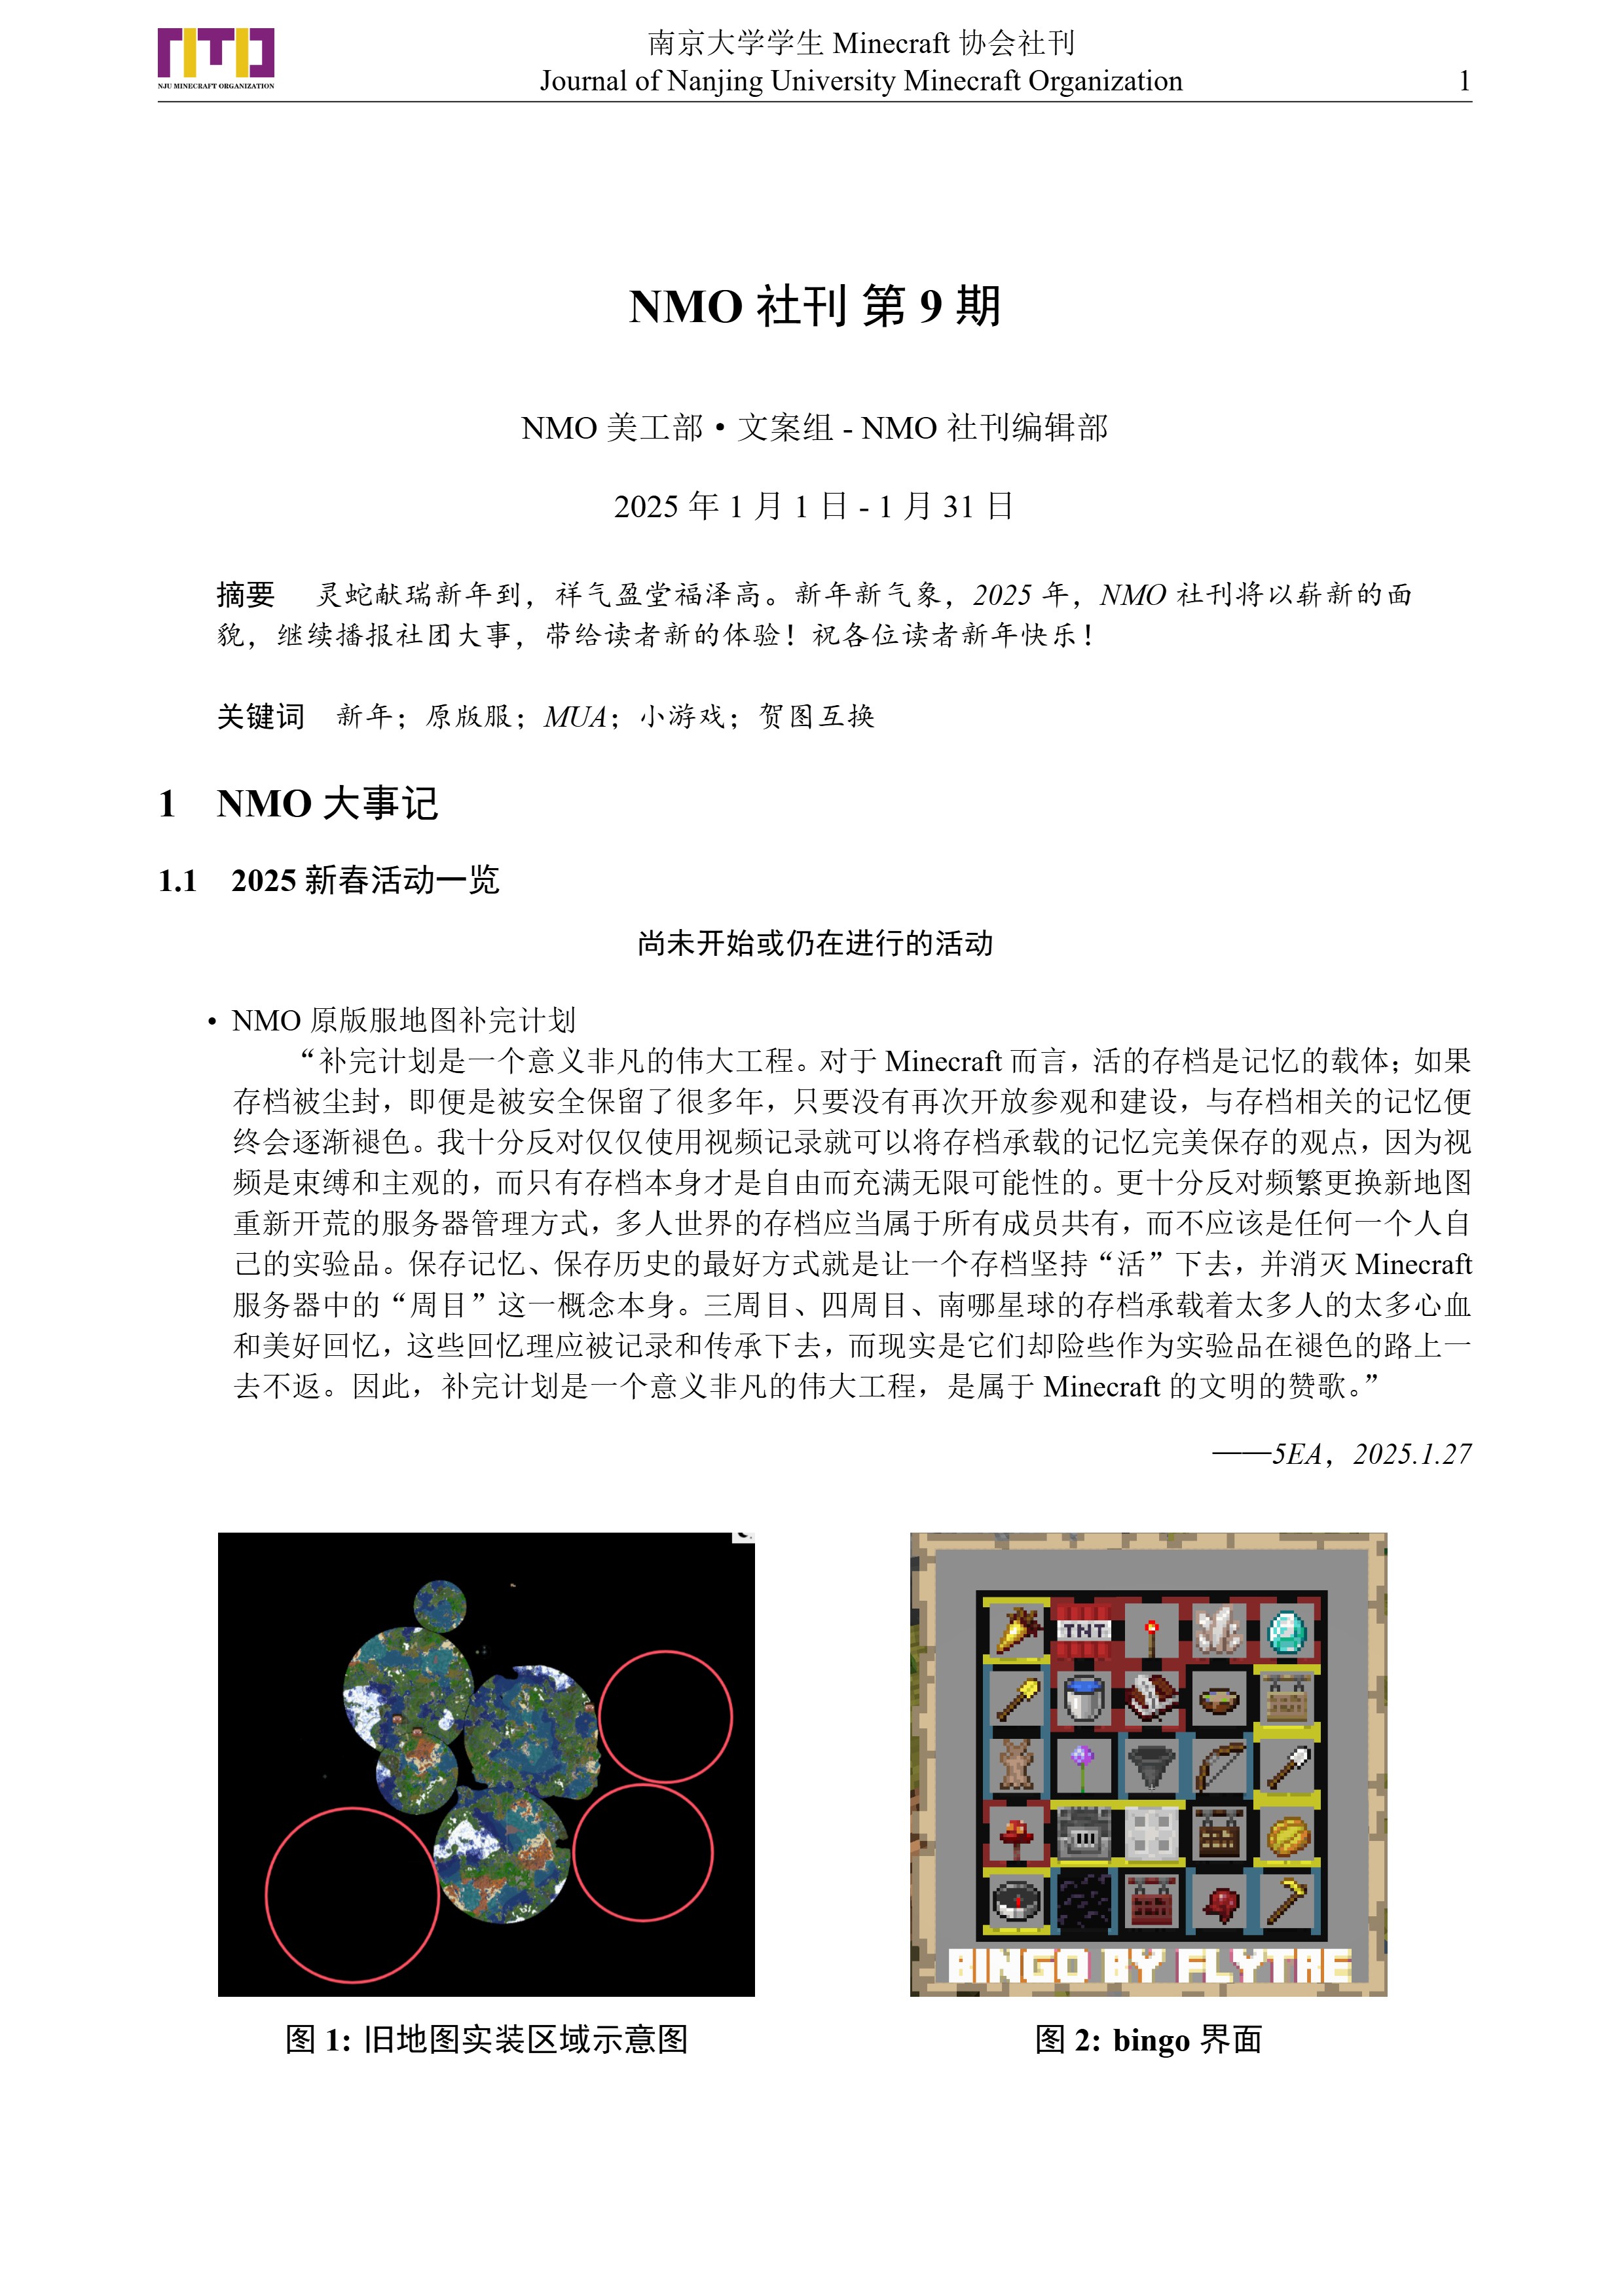 NJU MINECRAFT ORGANIZATION
南京大学学生 Minecraft 协会社刊
Journal of Nanjing University Minecraft Organization
1
NMO 社刊 第 9 期
NMO 美工部·文案组 - NMO 社刊编辑部
2025 年 1 月 1 日 - 1 月 31 日
摘要 灵蛇献瑞新年到，祥气盈堂福泽高。新年新气象，2025 年，NMO 社刊将以崭新的面
貌，继续播报社团大事，带给读者新的体验！祝各位读者新年快乐！
关键词 新年；原版服；MUA；小游戏；贺图互换
1 NMO 大事记
1.1 2025 新春活动一览
尚未开始或仍在进行的活动
• NMO 原版服地图补完计划
“补完计划是一个意义非凡的伟大工程。对于 Minecraft 而言，活的存档是记忆的载体；如果
存档被尘封，即便是被安全保留了很多年，只要没有再次开放参观和建设，与存档相关的记忆便
终会逐渐褪色。我十分反对仅仅使用视频记录就可以将存档承载的记忆完美保存的观点，因为视
频是束缚和主观的，而只有存档本身才是自由而充满无限可能性的。更十分反对频繁更换新地图
重新开荒的服务器管理方式，多人世界的存档应当属于所有成员共有，而不应该是任何一个人自
己的实验品。保存记忆、保存历史的最好方式就是让一个存档坚持“活”下去，并消灭 Minecraft
服务器中的“周目”这一概念本身。三周目、四周目、南哪星球的存档承载着太多人的太多心血
和美好回忆，这些回忆理应被记录和传承下去，而现实是它们却险些作为实验品在褪色的路上一
去不返。因此，补完计划是一个意义非凡的伟大工程，是属于 Minecraft 的文明的赞歌。”
——5EA，2025.1.27
TNT
BINGO BY FLYTRE
图 1: 旧地图实装区域示意图
图 2: bingo 界面